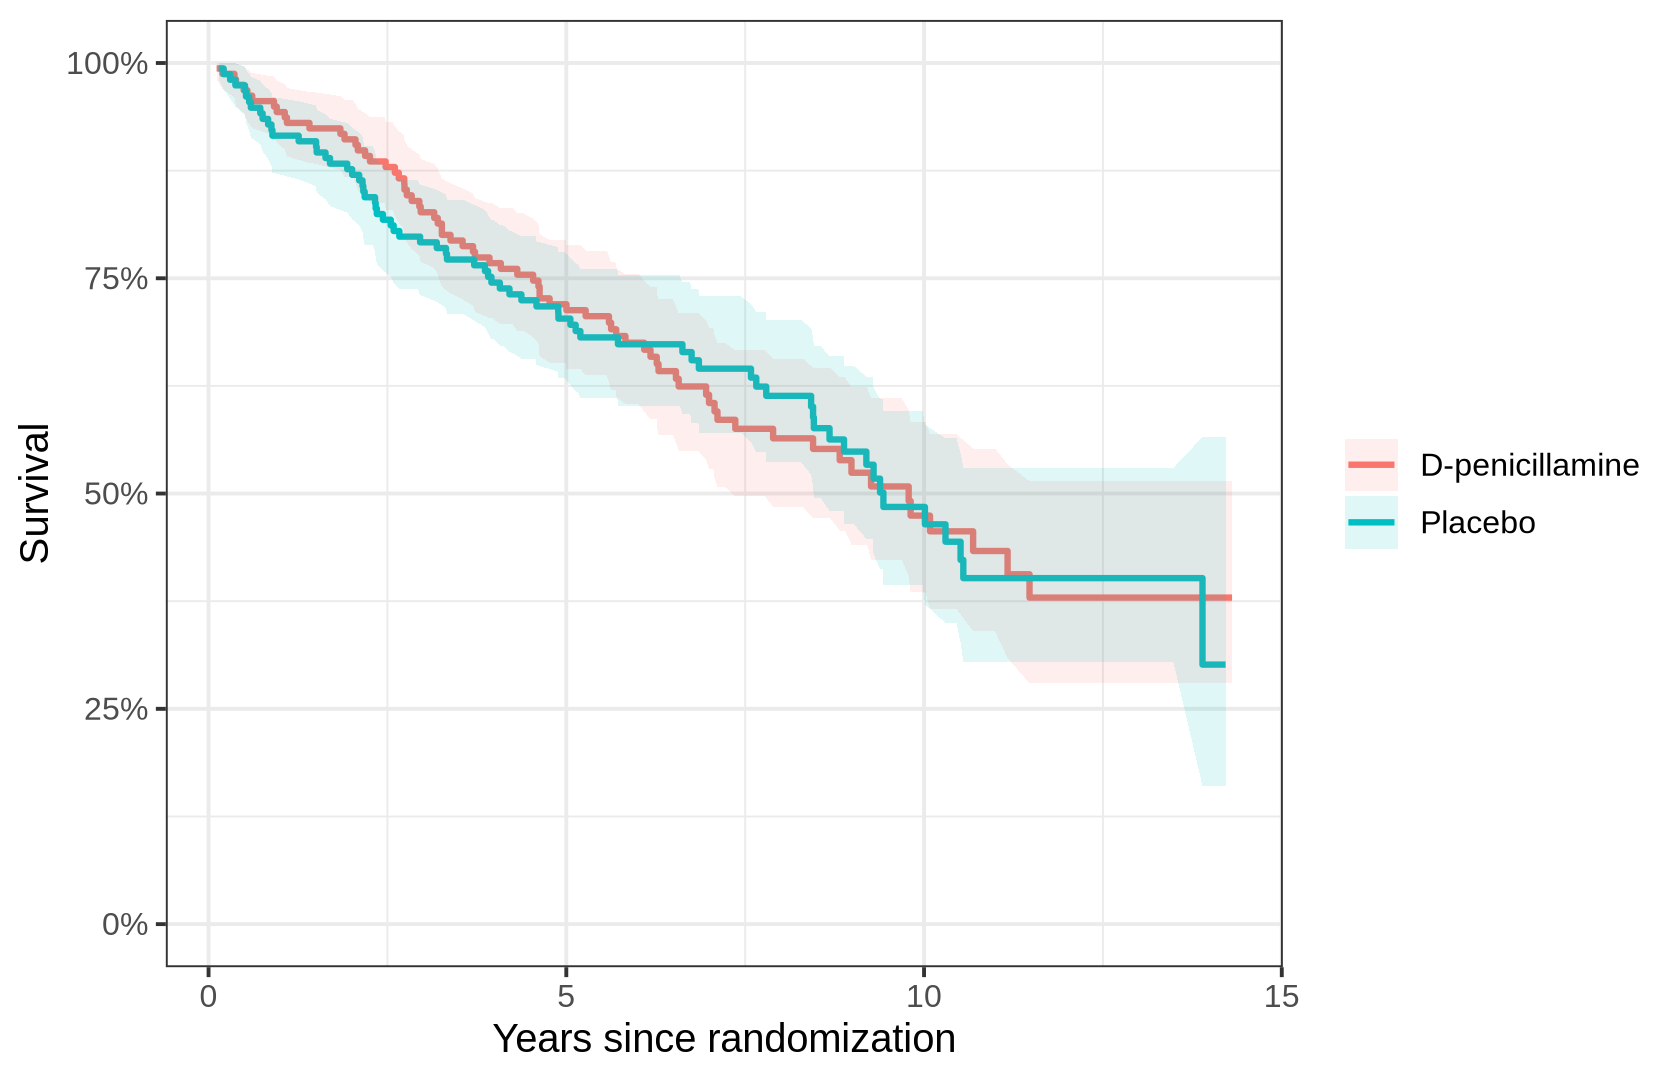 100%
75%
50%
25%
0%
Survival
0 5 10 15
Years since randomization
D-penicillamine
Placebo